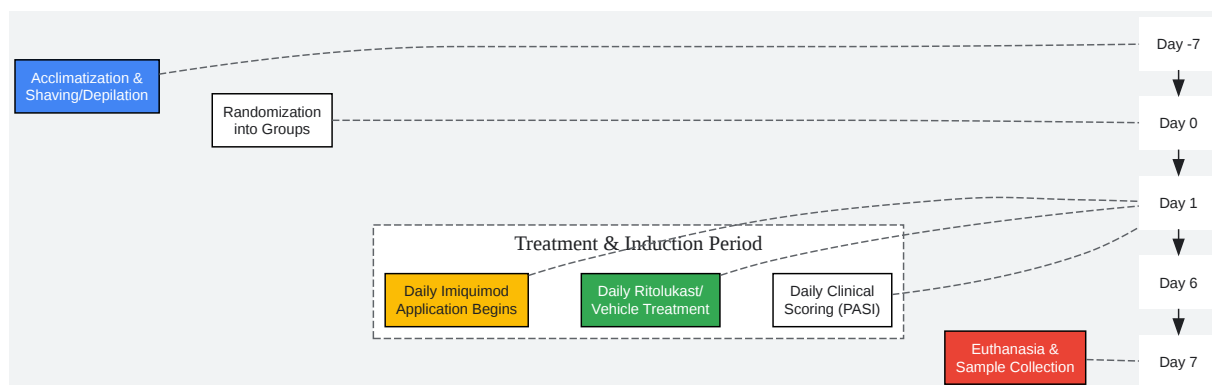 Day -7
Acclimatization &
Shaving/Depilation
Randomization
into Groups
Day 0
Day 1
Treatment & Induction Period
Daily Imiquimod
Application Begins
Daily Ritolukast/
Vehicle Treatment
Daily Clinical
Scoring (PASI)
Day 6
Euthanasia &
Sample Collection
Day 7